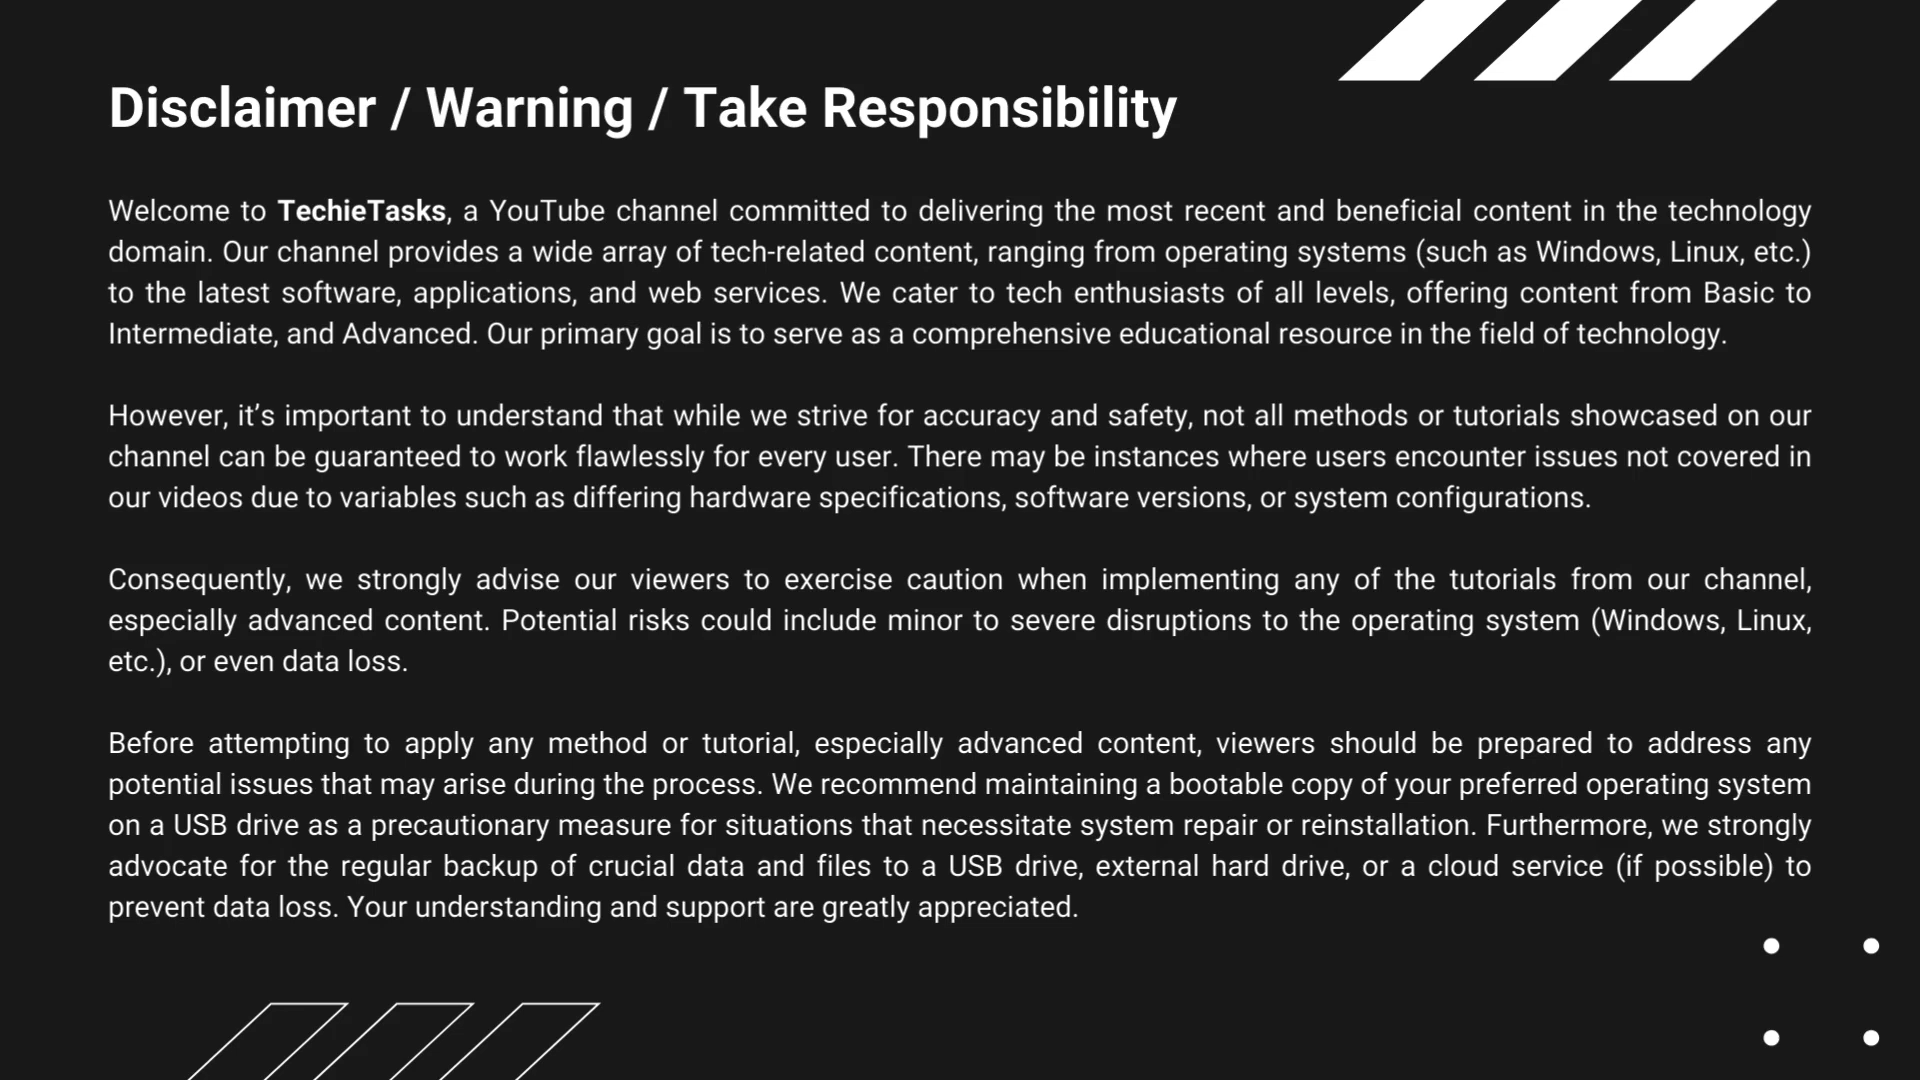 Disclaimer / Warning / Take Responsibility
Welcome to TechieTasks, a YouTube channel committed to delivering the most recent and beneficial content in the technology
domain. Our channel provides a wide array of tech-related content, ranging from operating systems (such as Windows, Linux, etc.)
to the latest software, applications, and web services. We cater to tech enthusiasts of all levels, offering content from Basic to
Intermediate, and Advanced. Our primary goal is to serve as a comprehensive educational resource in the field of technology.
However, it’s important to understand that while we strive for accuracy and safety, not all methods or tutorials showcased on our
channel can be guaranteed to work flawlessly for every user. There may be instances where users encounter issues not covered in
our videos due to variables such as differing hardware specifications, software versions, or system configurations.
Consequently, we strongly advise our viewers to exercise caution when implementing any of the tutorials from our channel,
especially advanced content. Potential risks could include minor to severe disruptions to the operating system (Windows, Linux,
etc.), or even data loss.
Before attempting to apply any method or tutorial, especially advanced content, viewers should be prepared to address any
potential issues that may arise during the process. We recommend maintaining a bootable copy of your preferred operating system
on a USB drive as a precautionary measure for situations that necessitate system repair or reinstallation. Furthermore, we strongly
advocate for the regular backup of crucial data and files to a USB drive, external hard drive, or a cloud service (if possible) to
prevent data loss. Your understanding and support are greatly appreciated.